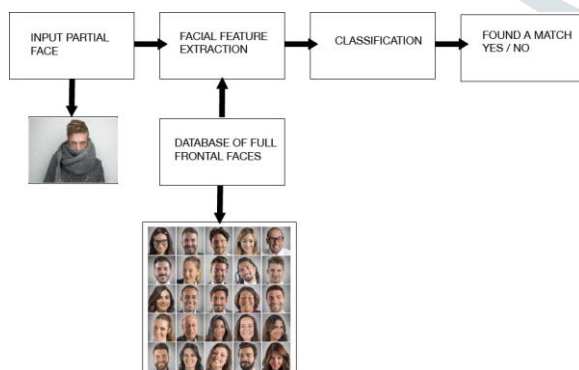 INPUT PARTIAL
FACE
FACIAL FEATURE
EXTRACTION
CLASSIFICATION
FOUND A MATCH
YES / NO
DATABASE OF FULL
FRONTAL FACES